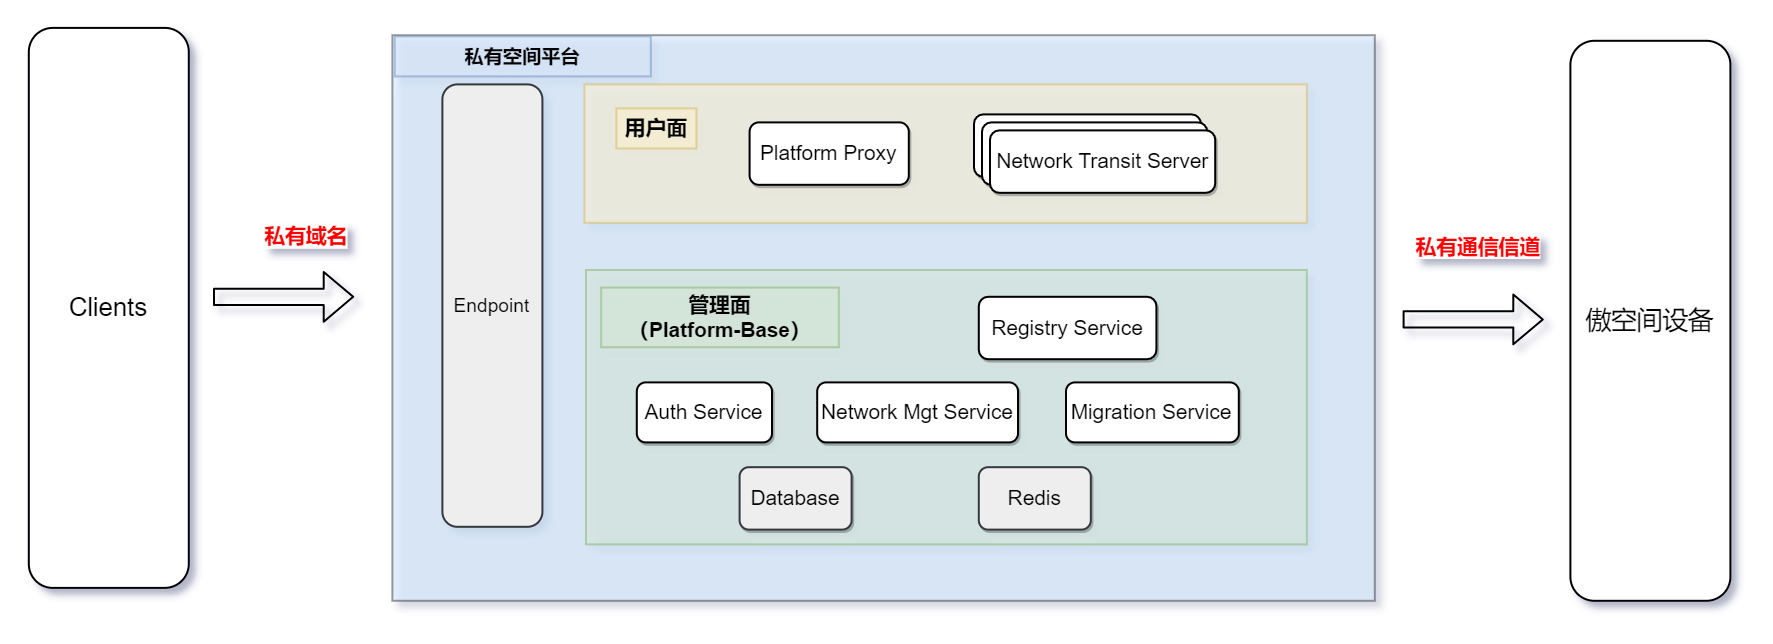 Clients
私有域名
私有空间平台
Endpoint
用户面
Platform Proxy
Network Transit Server
管理面
（Platform-Base）
Registry Service
Auth Service
Network Mgt Service
Migration Service
Database
Redis
私有通信信道
傲空间设备